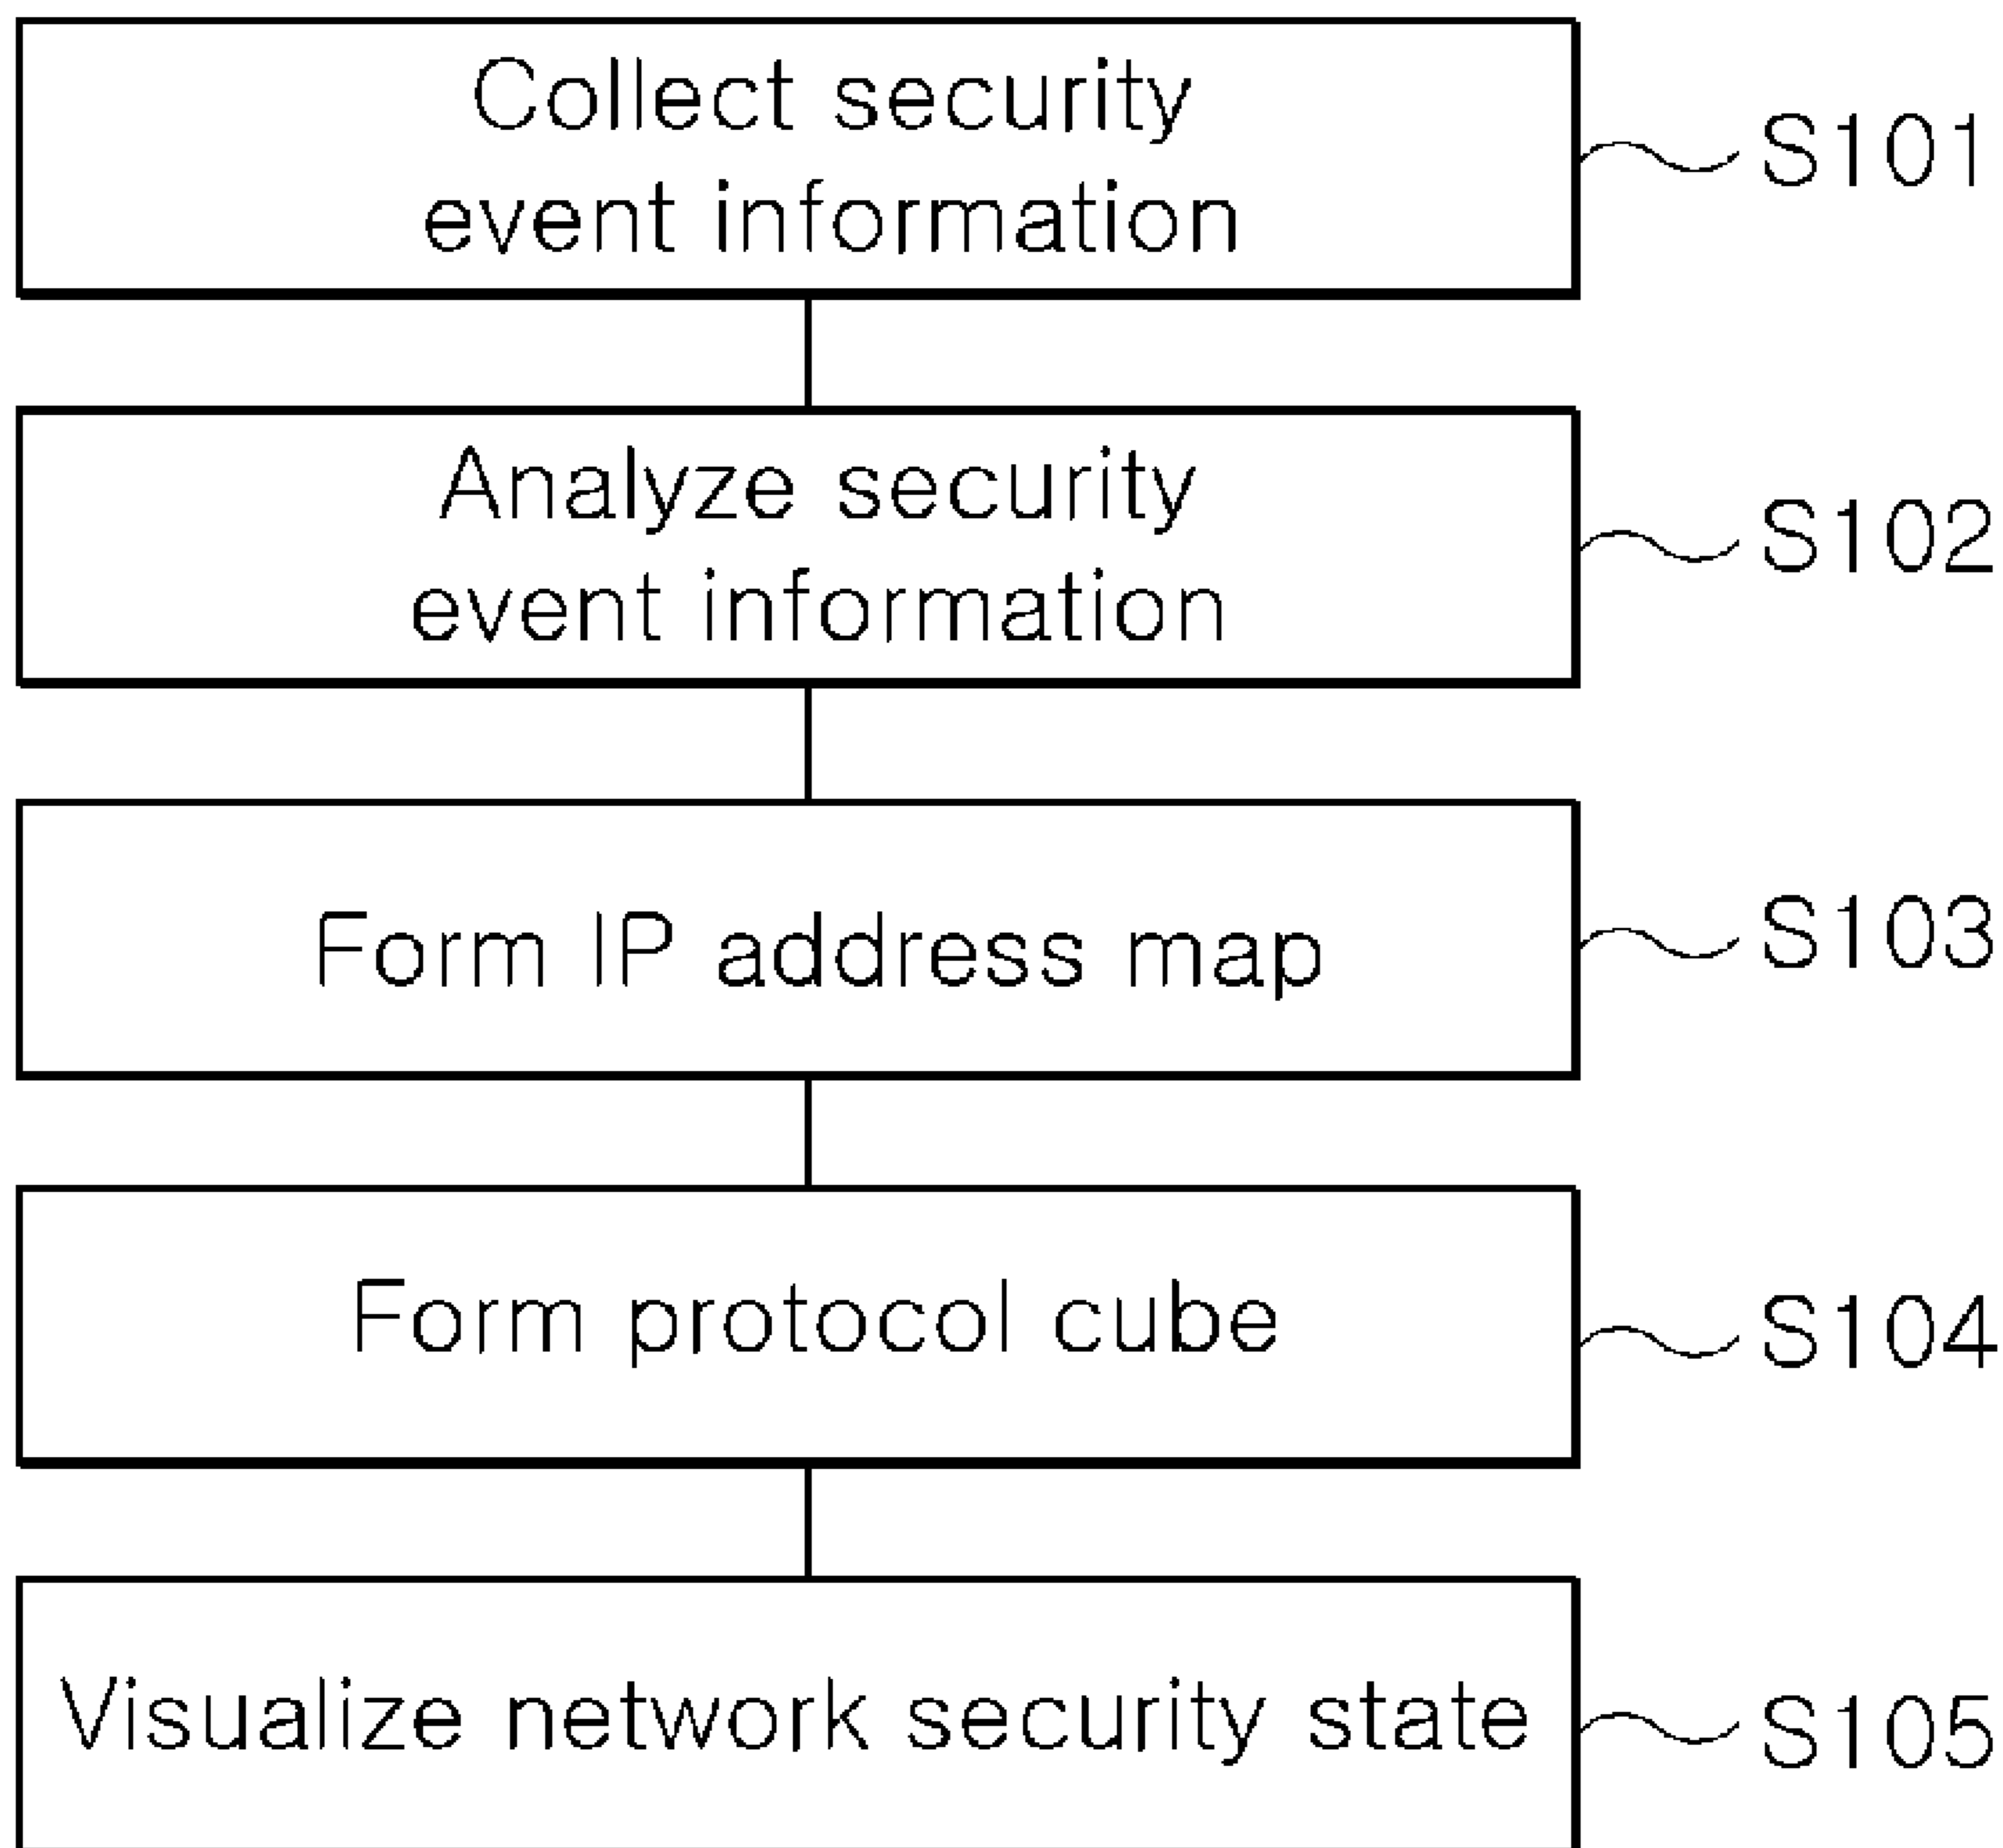 Collect security
event information
S101
Analyze security
event information
S102
Form IP address map
S103
Form protocol cube
S104
Visualize network security state
S105